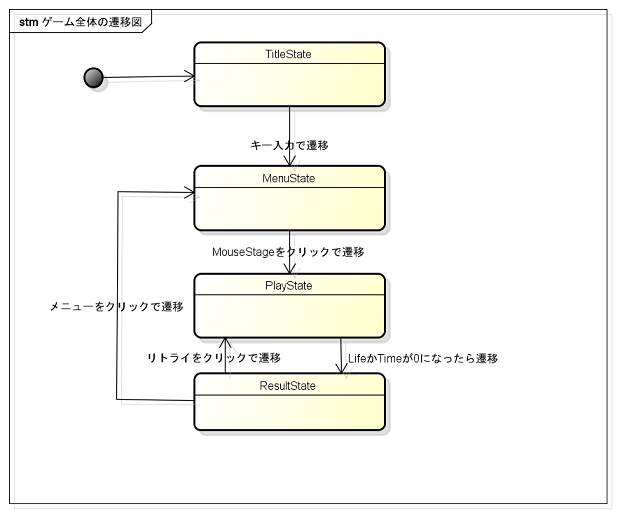 stm ゲーム全体の遷移図
TitleState
キー入力で遷移
MenuState
MouseStageをクリックで遷移
PlayState
メニューをクリックで遷移
リトライをクリックで遷移
LifeかTimeが0になったら遷移
ResultState